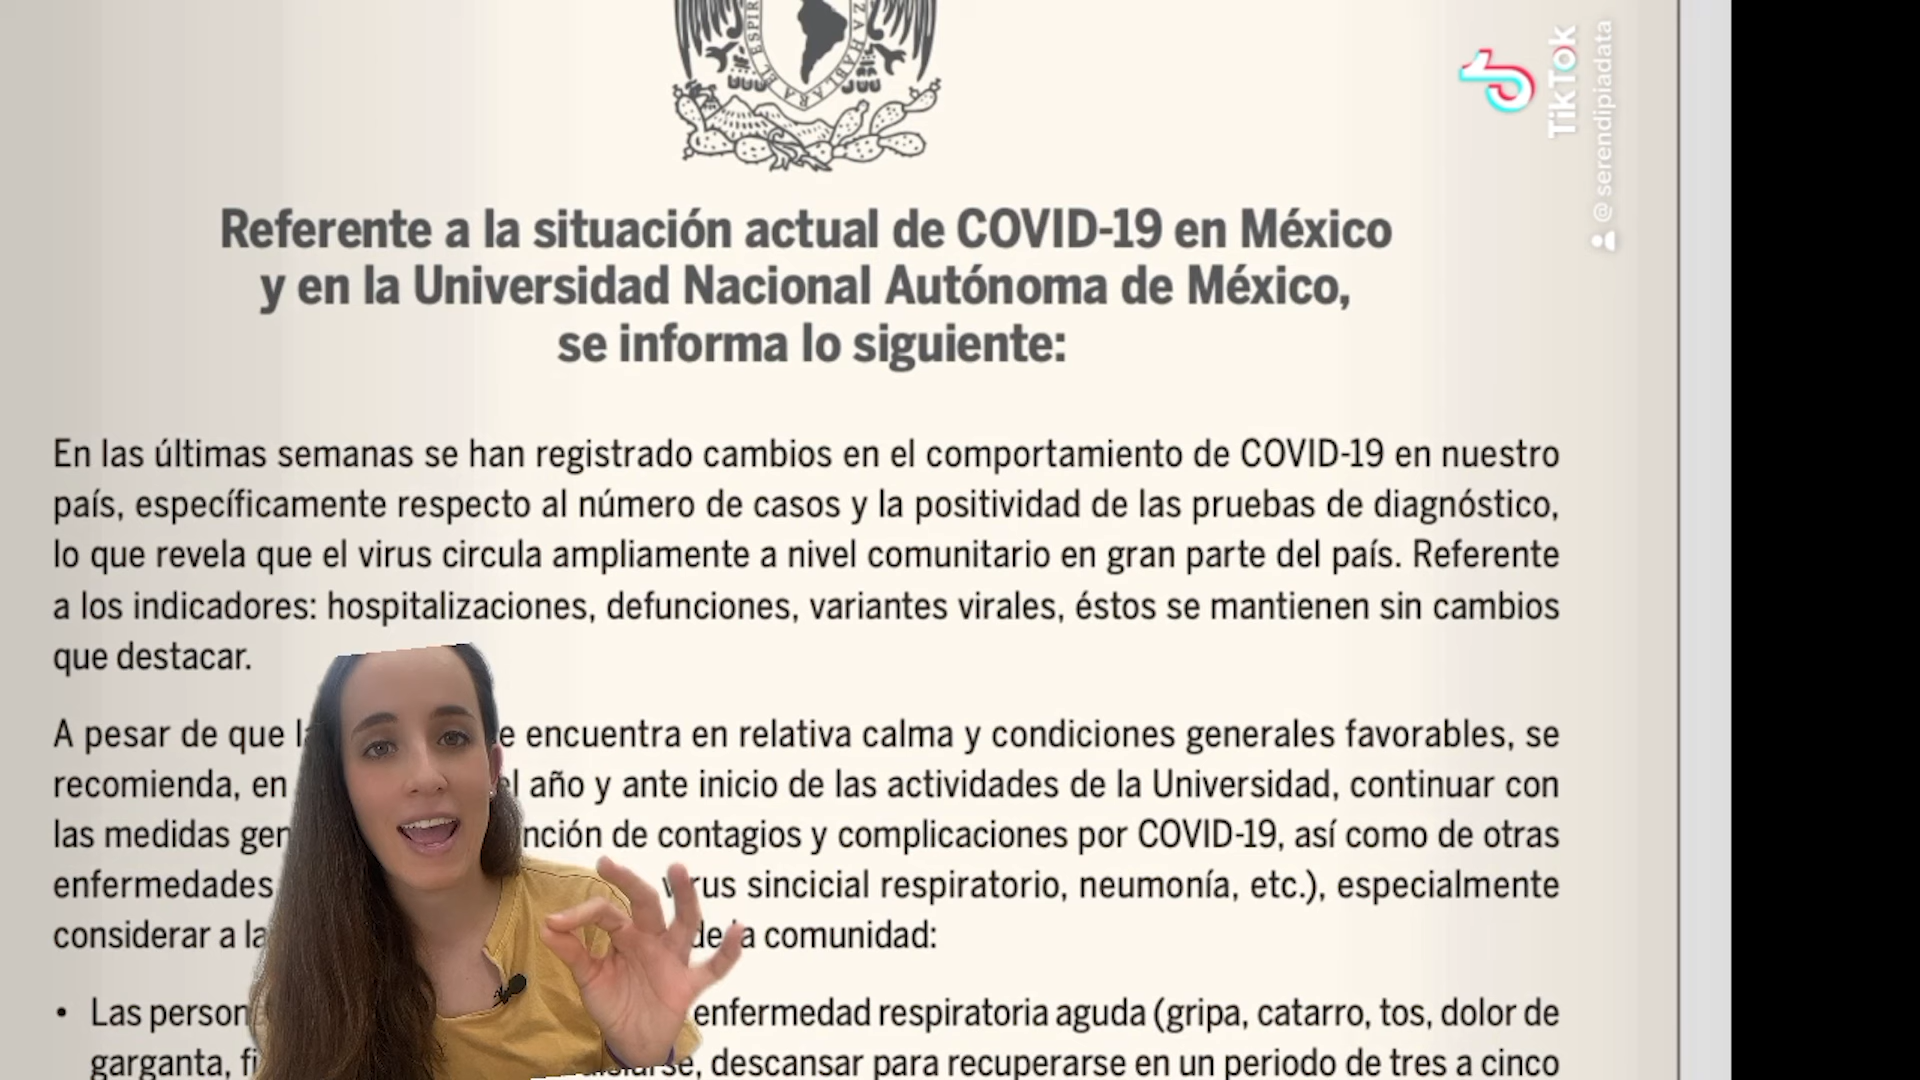 EL ESPIR
ZA HABLARA
TikTok
@serendipiadata
Referente a la situación actual de COVID-19 en México
y en la Universidad Nacional Autónoma de México,
se informa lo siguiente:
En las últimas semanas se han registrado cambios en el comportamiento de COVID-19 en nuestro
país, específicamente respecto al número de casos y la positividad de las pruebas de diagnóstico,
lo que revela que el virus circula ampliamente a nivel comunitario en gran parte del país. Referente
a los indicadores: hospitalizaciones, defunciones, variantes virales, éstos se mantienen sin cambios
que destacar.
A pesar de que encuentra en relativa calma y condiciones generales favorables, se
recomienda, en año y ante inicio de las actividades de la Universidad, continuar con
las medidas de contagios y complicaciones por COVID-19, así como de otras
enfermedades virus sincicial respiratorio, neumonía, etc.), especialmente
considerar a de la comunidad:
• Las enfermedad respiratoria aguda (gripa, catarro, tos, dolor de
garganta, descansar para recuperarse en un periodo de tres a cinco